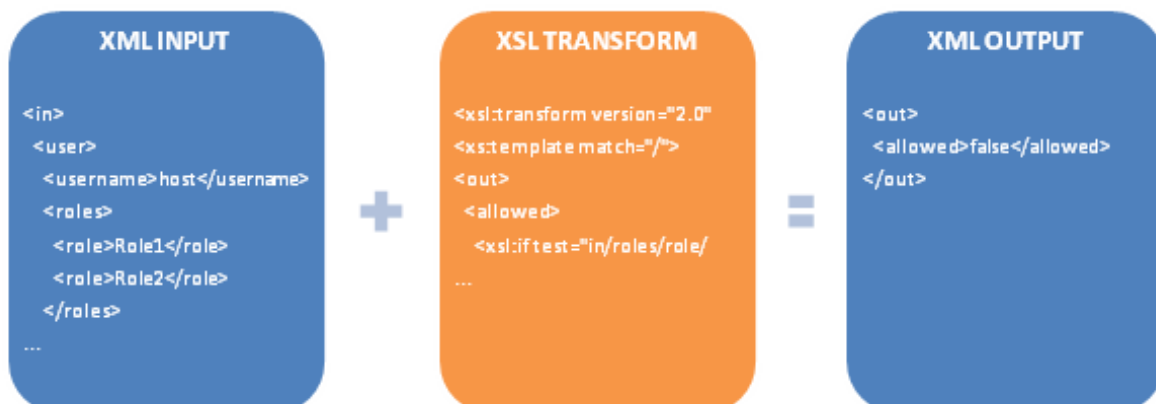 XML INPUT
<in>
<user>
<username>host</username>
<roles>
<role>Role1</role>
<role>Role2</role>
</roles>
...
XSL TRANSFORM
<xsl:transform version="2.0"
<xs:template match="/">
<out>
<allowed>
<xsl:if test="in/roles/role/
...
XML OUTPUT
<out>
<allowed>false</allowed>
</out>